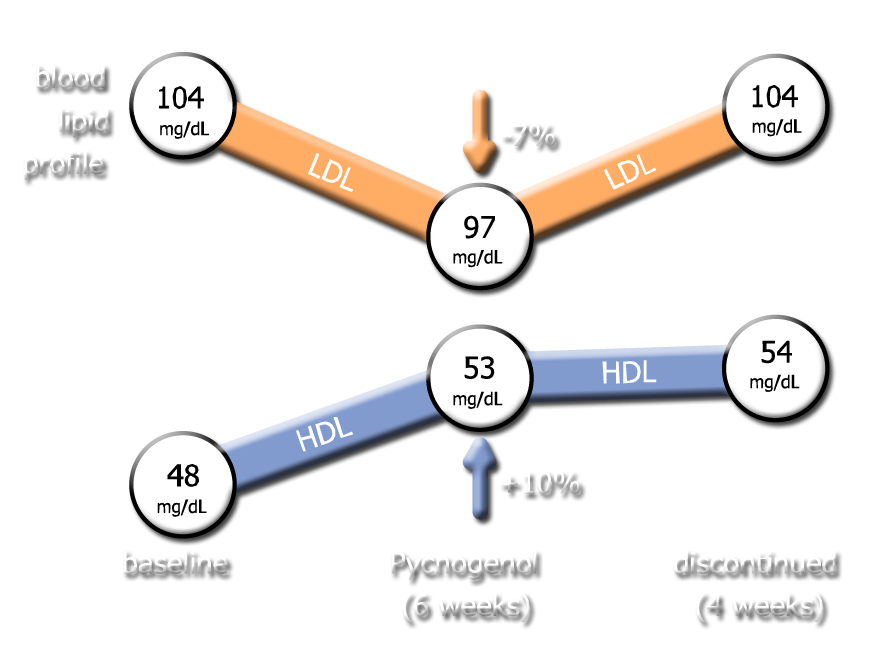 blood
lipid
profile
104
mg/dL
LDL
-7%
97
mg/dL
LDL
104
mg/dL
48
mg/dL
HDL
53
mg/dL
+10%
HDL
54
mg/dL
baseline
Pycnogenol
(6 weeks)
discontinued
(4 weeks)